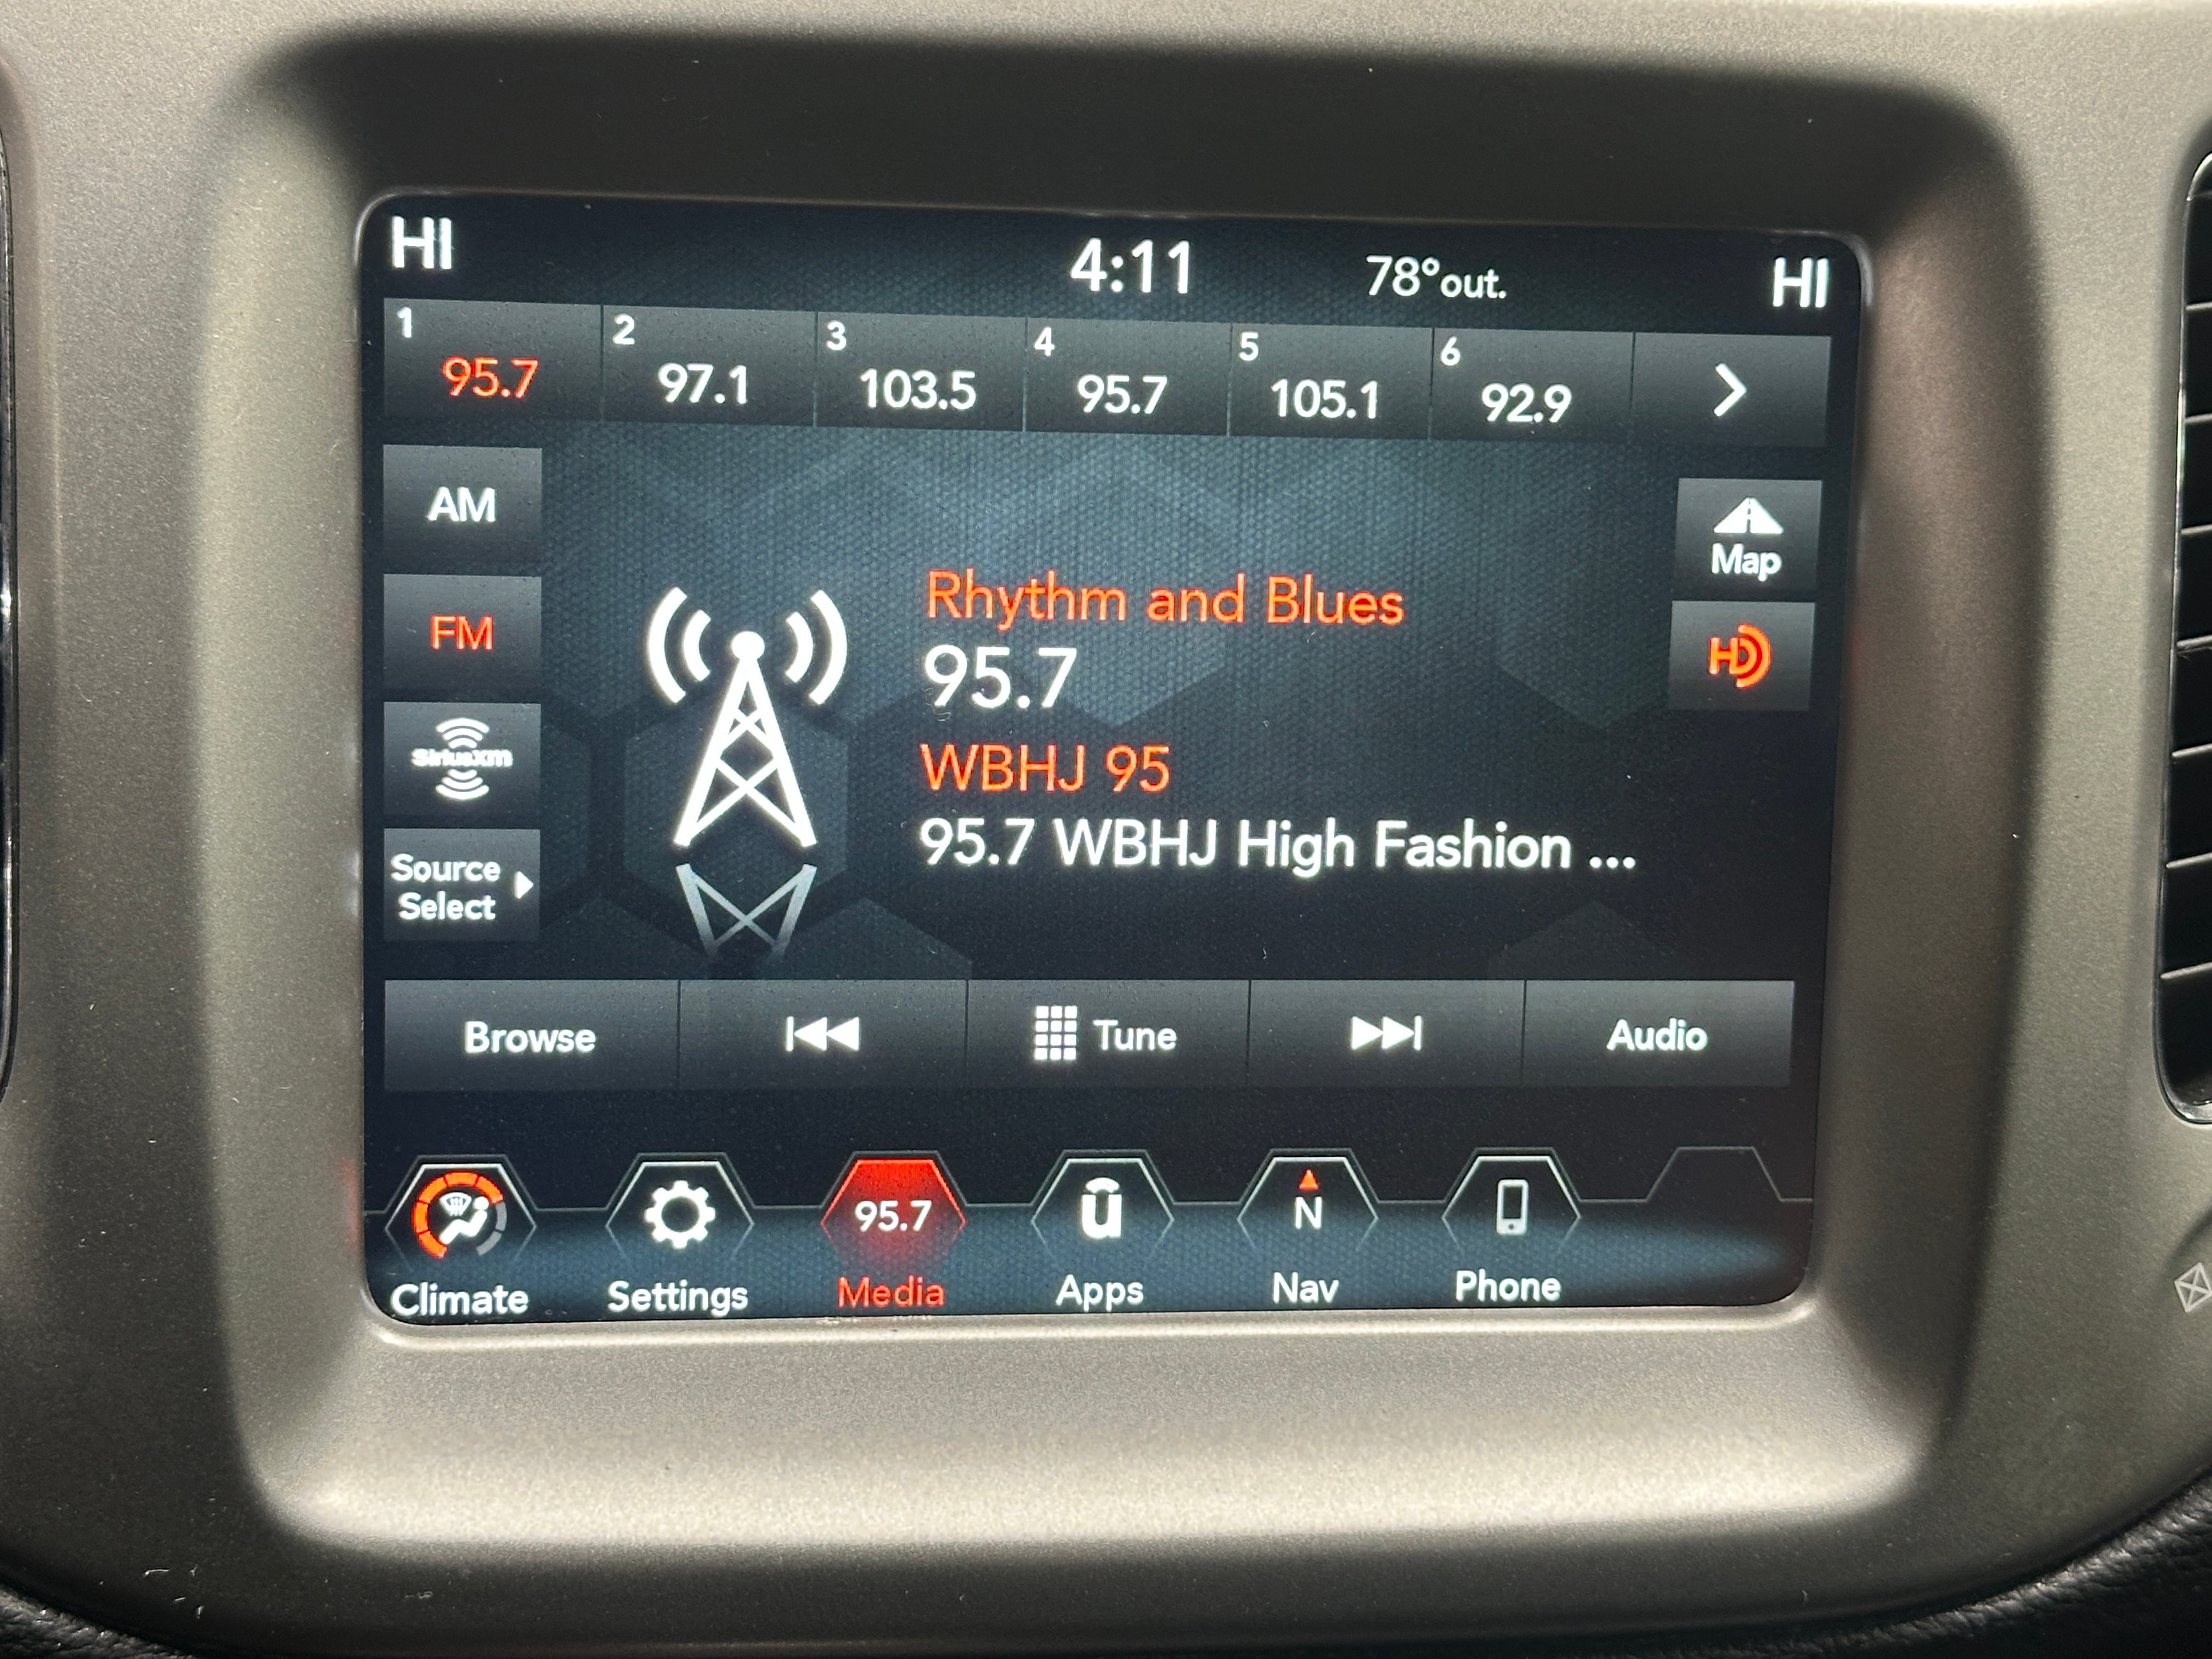 HI 4:11 78°out. HI
1 2 3 4 5 6
95.7 97.1 103.5 95.7 105.1 92.9
AM
Map
FM
HD
Rhythm and Blues
95.7
SiriusXM
WBHJ 95
95.7 WBHJ High Fashion ...
Source
Select
Browse Tune Audio
95.7 u N
Climate Settings Media Apps Nav Phone